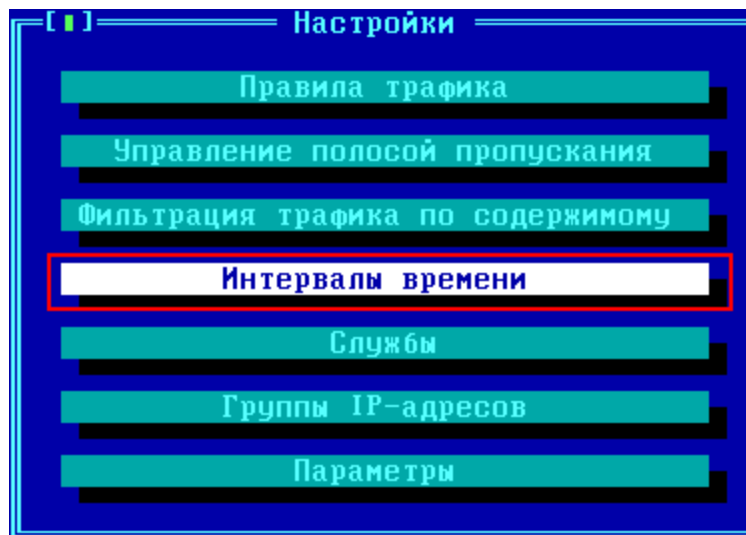 Настройки
Правила трафика
Управление полосой пропускания
Фильтрация трафика по содержимому
Интервалы времени
Службы
Группы IP-адресов
Параметры